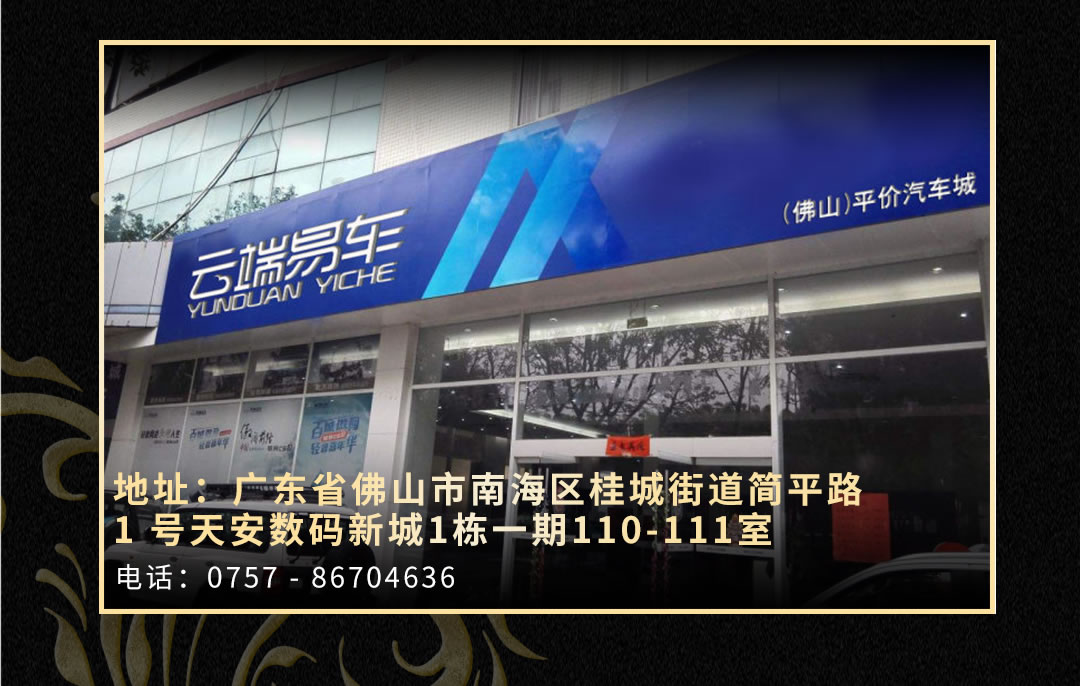 云端易车
YUNDUAN YICHE
(佛山)平价汽车城
地址：广东省佛山市南海区桂城街道简平路
1 号天安数码新城1栋一期110-111室
电话：0757 - 86704636